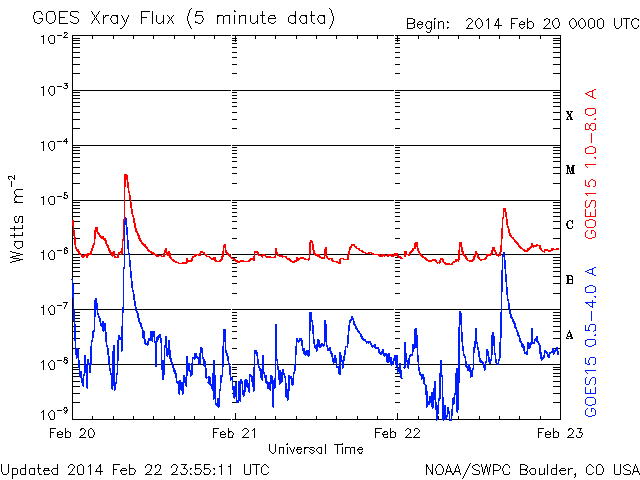 GOES Xray Flux (5 minute data)
Begin: 2014 Feb 20 0000 UTC
10⁻²
10⁻³
10⁻⁴
10⁻⁵
10⁻⁶
10⁻⁷
10⁻⁸
10⁻⁹
Watts m⁻²
X
M
C
B
A
GOES15 1.0–8.0 A
GOES15 0.5–4.0 A
Feb 20
Feb 21
Feb 22
Feb 23
Universal Time
Updated 2014 Feb 22 23:55:11 UTC
NOAA/SWPC Boulder, CO USA